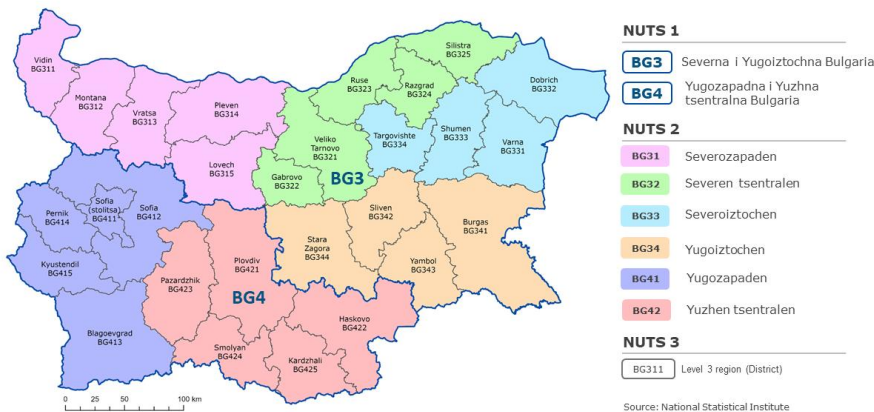 Vidin
BG311
Montana
BG312
Vratsa
BG313
Pleven
BG314
Lovech
BG315
Silistra
BG325
Ruse
BG323
Razgrad
BG324
Veliko
Tarnovo
BG321
Gabrovo
BG322
BG3
Dobrich
BG332
Targovishte
BG334
Shumen
BG333
Varna
BG331
Sliven
BG342
Burgas
BG341
Stara
Zagora
BG344
Yambol
BG343
Pernik
BG414
Sofia
(stolitsa)
BG411
Sofia
BG412
Kyustendil
BG415
Blagoevgrad
BG413
Plovdiv
BG421
Pazardzhik
BG423
BG4
Haskovo
BG422
Smolyan
BG424
Kardzhali
BG425
0 25 50 100 km
NUTS 1
BG3 Severna i Yugoiztochna Bulgaria
BG4 Yugozapadna i Yuzhna
tsentralna Bulgaria
NUTS 2
BG31 Severozapaden
BG32 Severen tsentralen
BG33 Severoiztochen
BG34 Yugoiztochen
BG41 Yugozapaden
BG42 Yuzhen tsentralen
NUTS 3
BG311 Level 3 region (District)
Source: National Statistical Institute